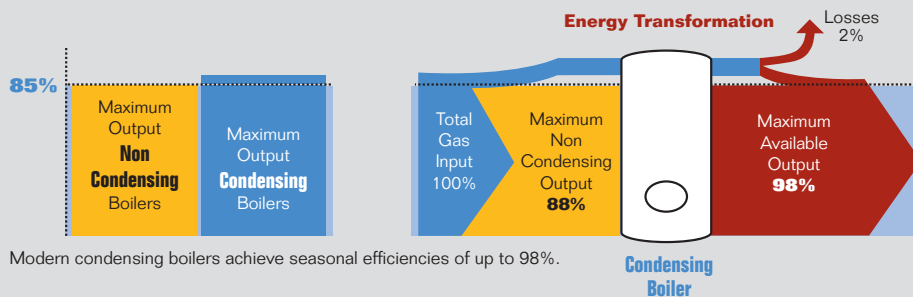 Energy Transformation
Losses
2%
85%
Maximum
Output
Non
Condensing
Boilers
Maximum
Output
Condensing
Boilers
Total
Gas
Input
100%
Maximum
Non
Condensing
Output
88%
Maximum
Available
Output
98%
Modern condensing boilers achieve seasonal efficiencies of up to 98%.
Condensing
Boiler